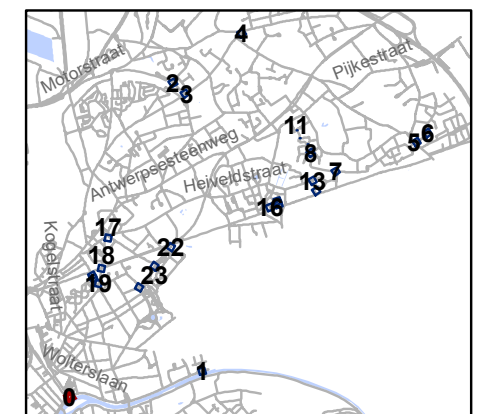 4
Motorstraat
Pijkestraat
2
3
11
6
5
Antwerpsesteenweg
8
7
Heiveldstraat
13
16
17
Kogelstraat
22
18
23
19
Wolterslaan
1
0